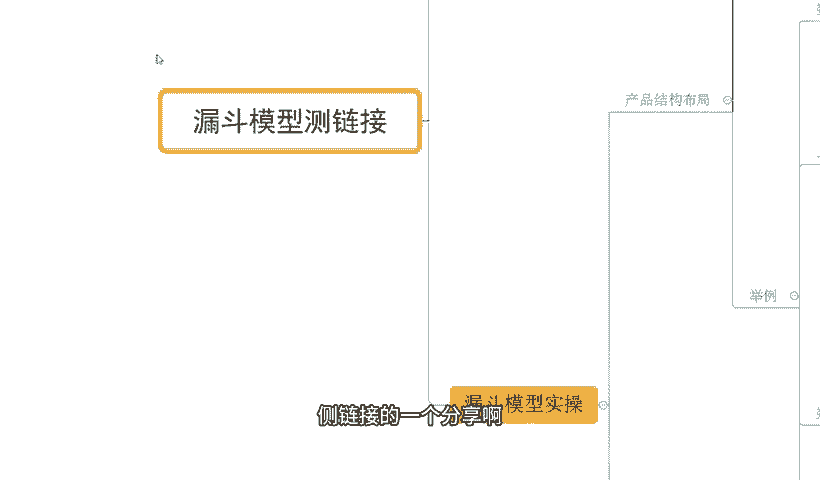 产品结构布局
漏斗模型测链接
举例
漏斗模型实操
侧链接的一个分享啊